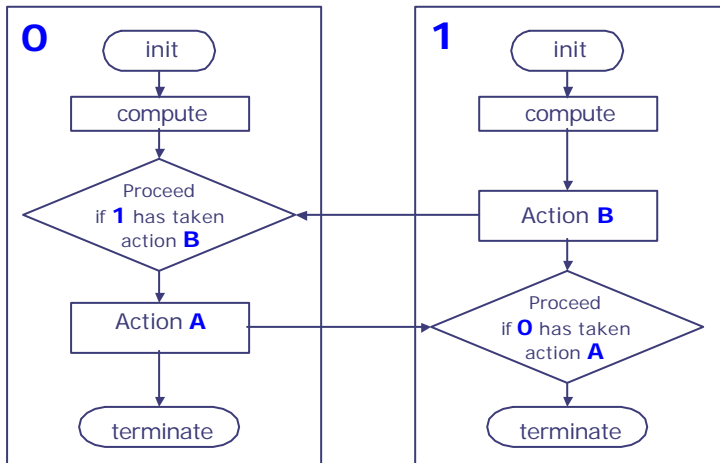 0
init
compute
Proceed
if 1 has taken
action B
Action A
terminate
1
init
compute
Action B
Proceed
if 0 has taken
action A
terminate